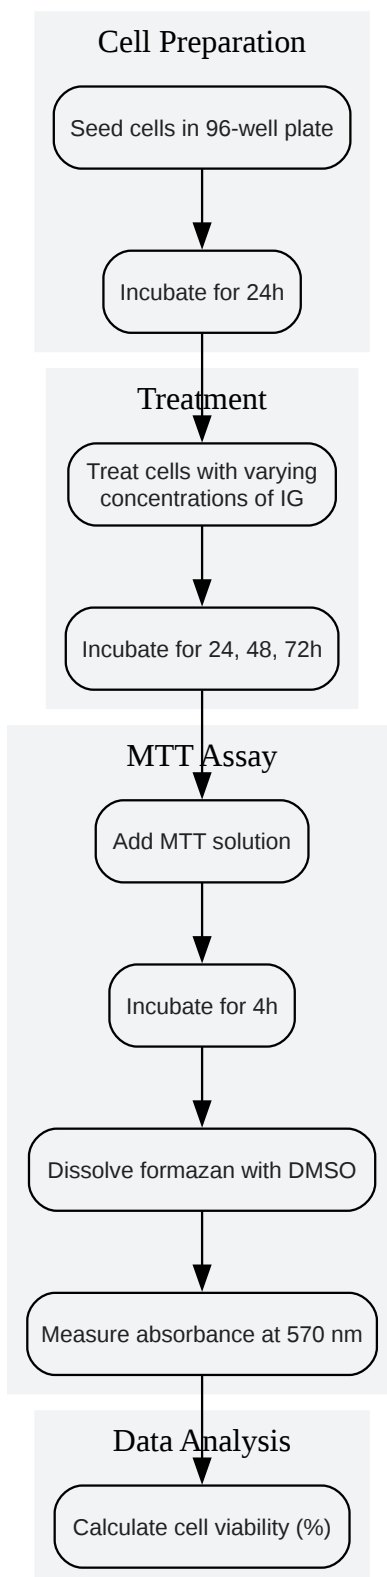 Cell Preparation
Seed cells in 96-well plate
Incubate for 24h
Treatment
Treat cells with varying
concentrations of IG
Incubate for 24, 48, 72h
MTT Assay
Add MTT solution
Incubate for 4h
Dissolve formazan with DMSO
Measure absorbance at 570 nm
Data Analysis
Calculate cell viability (%)